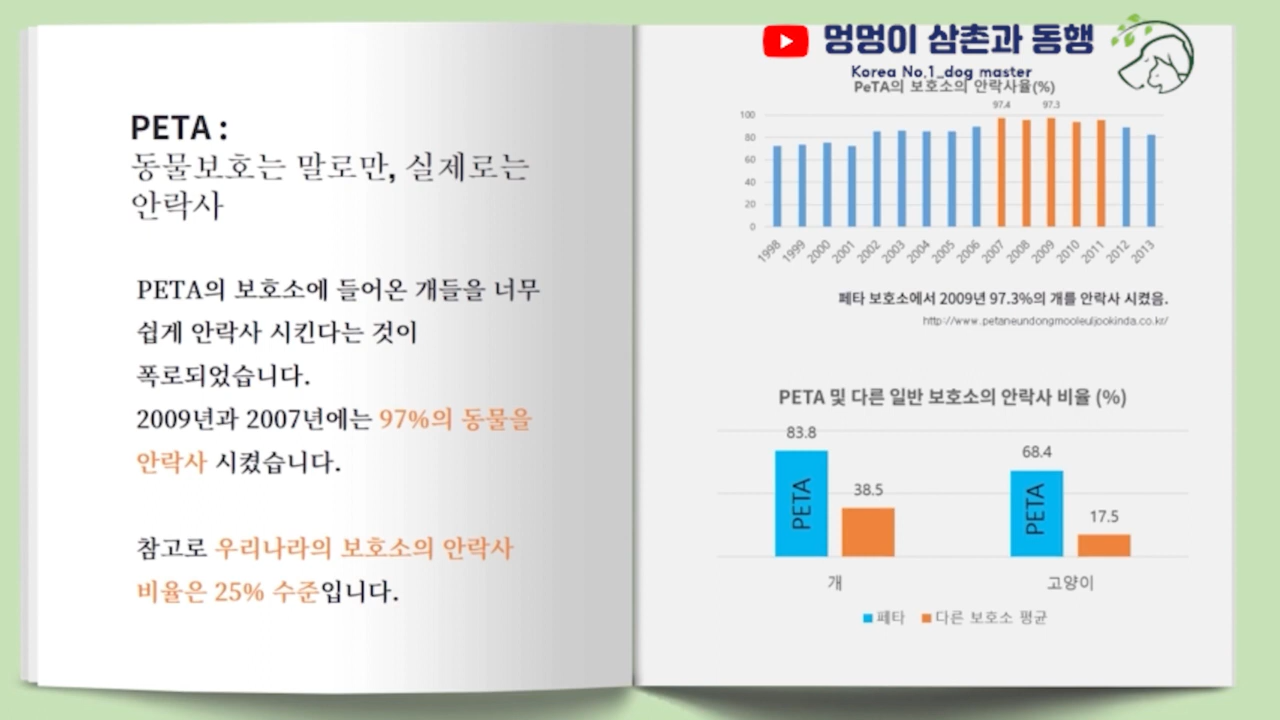 PETA :
동물보호는 말로만, 실제로는
안락사
PETA의 보호소에 들어온 개들을 너무
쉽게 안락사 시킨다는 것이
폭로되었습니다.
2009년과 2007년에는 97%의 동물을
안락사 시켰습니다.
참고로 우리나라의 보호소의 안락사
비율은 25% 수준입니다.
멍멍이 삼촌과 동행
Korea No.1_dog master
PeTA의 보호소의 안락사율(%)
97.4 97.3
100
80
60
40
20
0
1998 1999 2000 2001 2002 2003 2004 2005 2006 2007 2008 2009 2010 2011 2012 2013
페타 보호소에서 2009년 97.3%의 개를 안락사 시켰음.
http://www.petaneundongmooleuljookinda.co.kr/
PETA 및 다른 일반 보호소의 안락사 비율 (%)
83.8
68.4
38.5
17.5
PETA PETA
개 고양이
페타 다른 보호소 평균